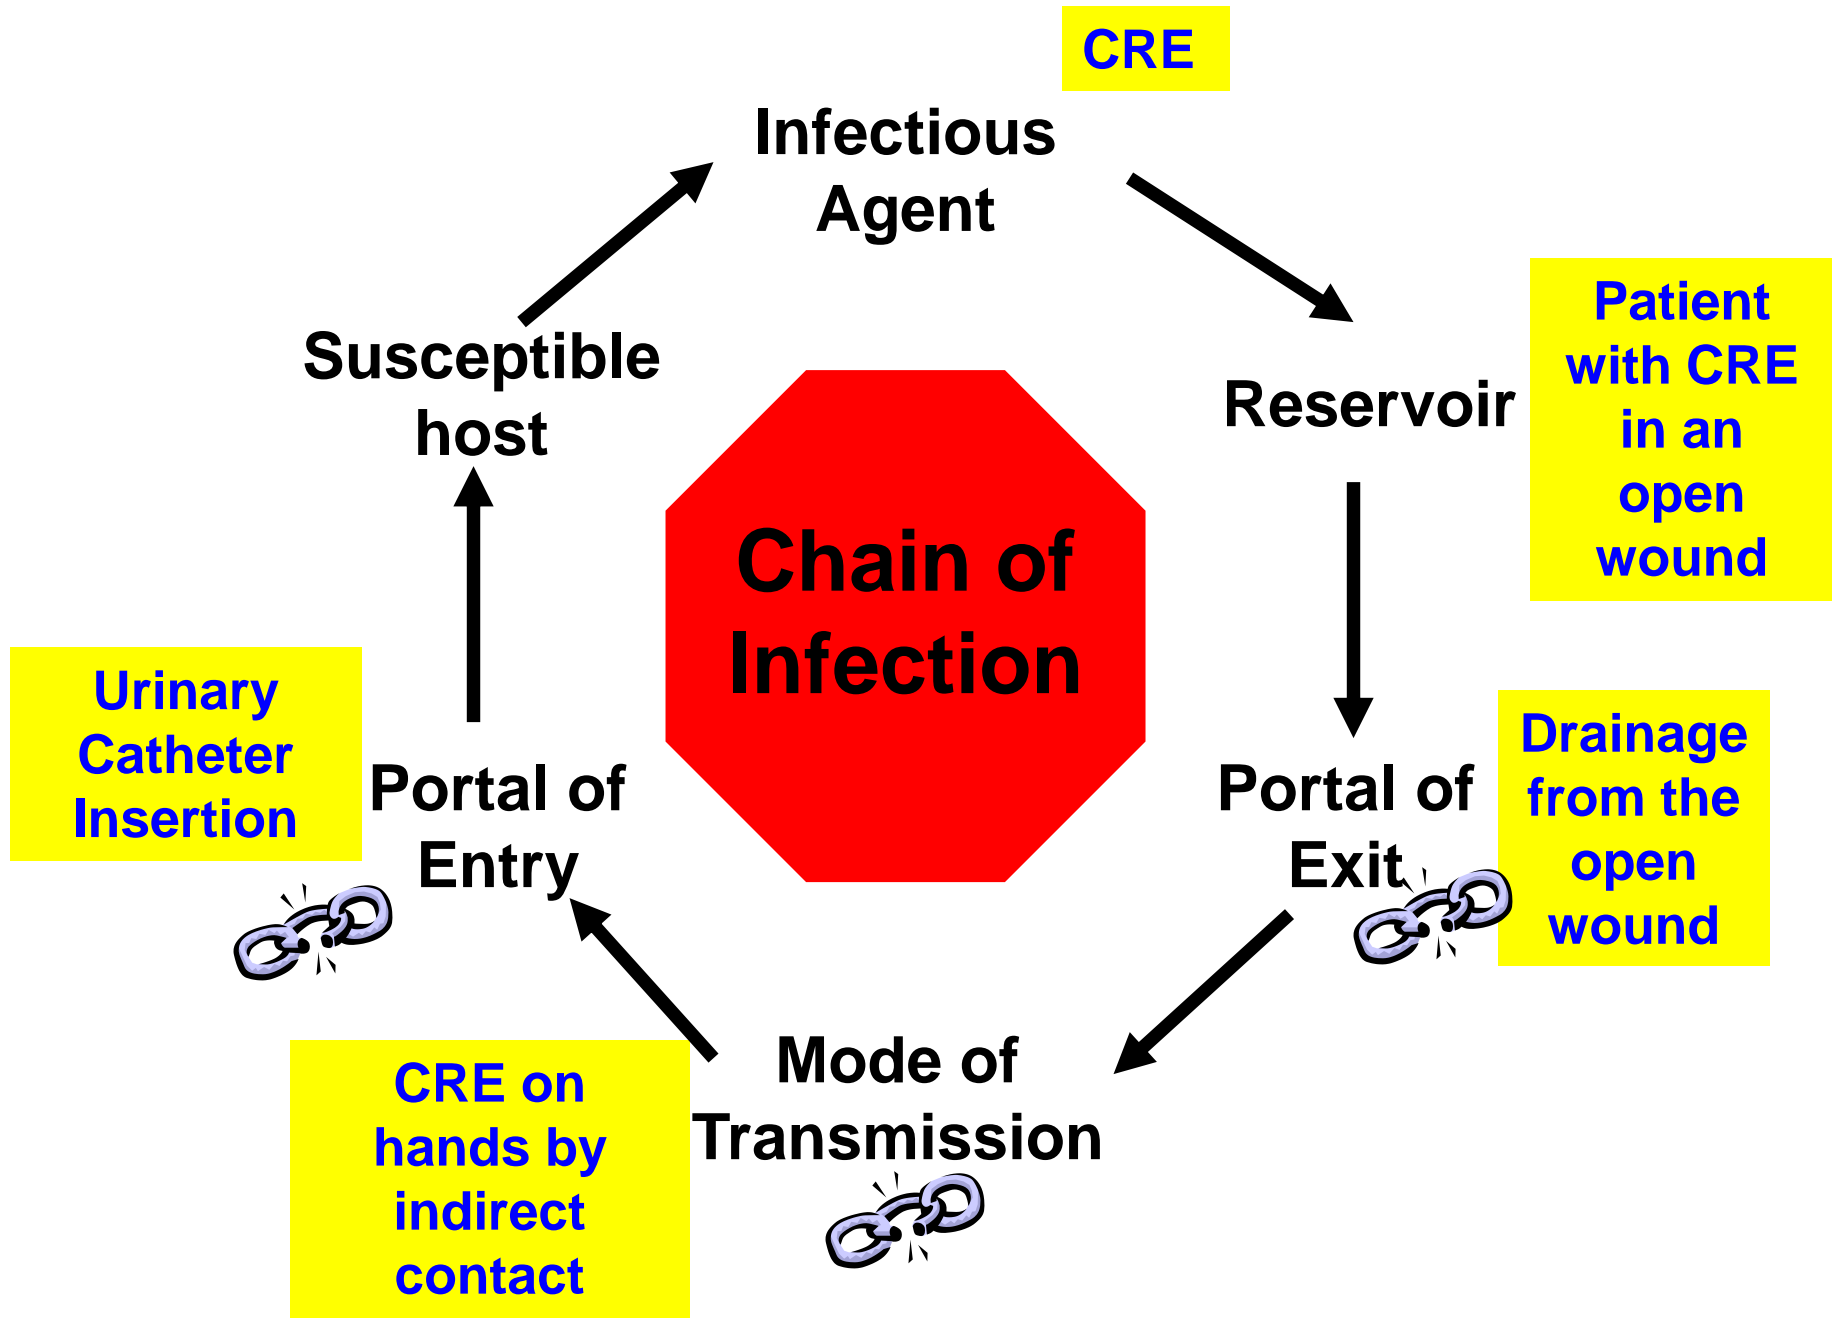 CRE
Infectious
Agent
Patient
with CRE
in an
open
wound
Reservoir
Susceptible
host
Chain of
Infection
Urinary
Catheter
Insertion
Portal of
Entry
Portal of
Exit
Drainage
from the
open
wound
Mode of
Transmission
CRE on
hands by
indirect
contact